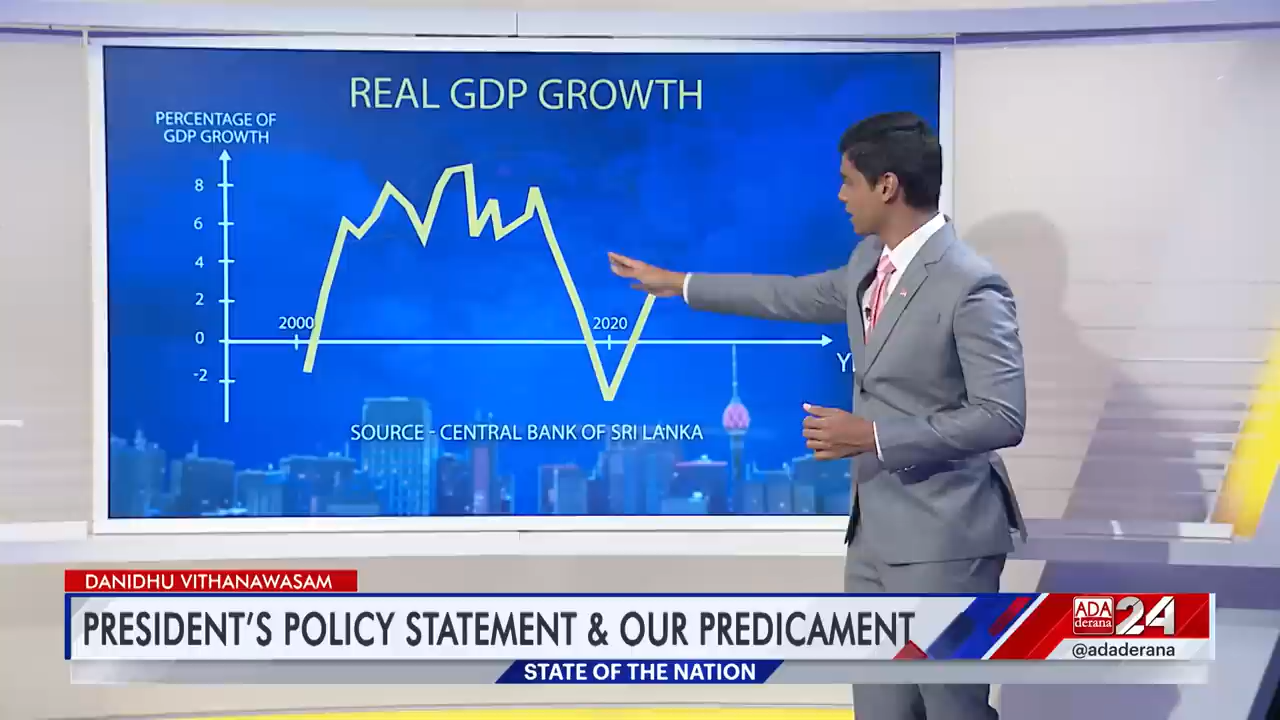 REAL GDP GROWTH
PERCENTAGE OF
GDP GROWTH
8
6
4
2
2000
2020
0
-2
SOURCE - CENTRAL BANK OF SRI LANKA
DANIDHU VITHANAWASAM
PRESIDENT'S POLICY STATEMENT & OUR PREDICAMENT
ADA
derana
24
@adaderana
STATE OF THE NATION